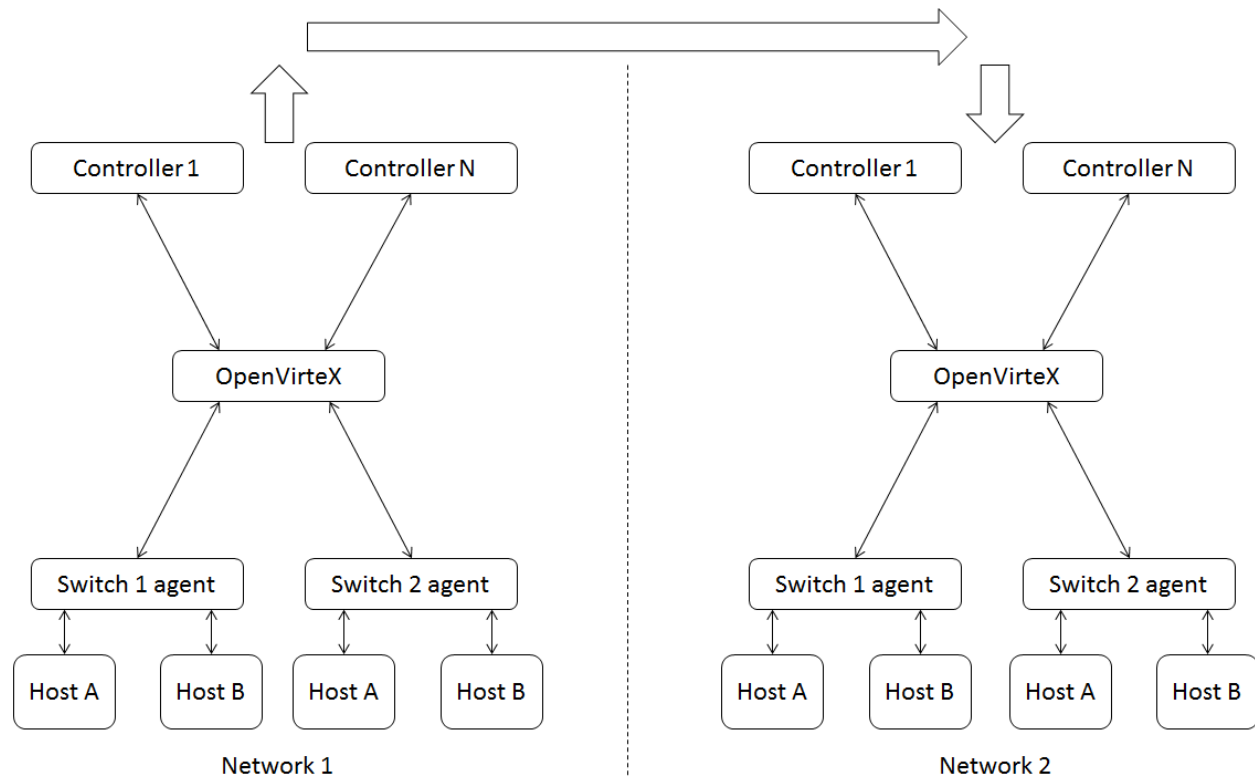 Controller 1
Controller N
Controller 1
Controller N
OpenVirteX
OpenVirteX
Switch 1 agent
Switch 2 agent
Switch 1 agent
Switch 2 agent
Host A
Host B
Host A
Host B
Host A
Host B
Host A
Host B
Network 1
Network 2